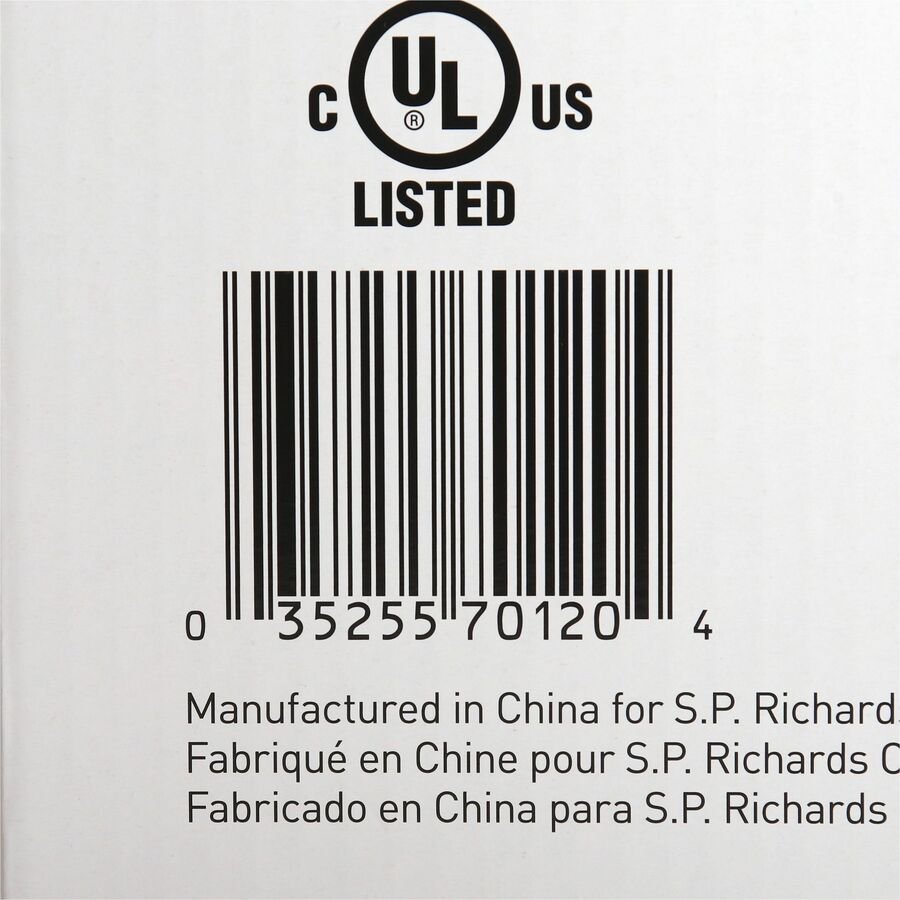 C UL® US
LISTED
0 35255 70120 4
Manufactured in China for S.P. Richard
Fabriqué en Chine pour S.P. Richards C
Fabricado en China para S.P. Richards